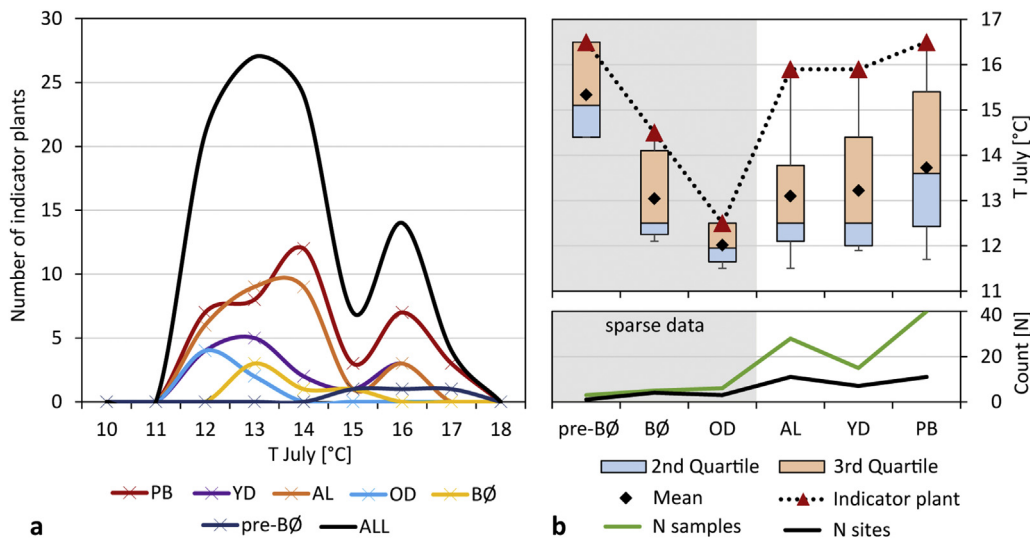 30
25
20
15
10
5
0
Number of indicator plants
10 11 12 13 14 15 16 17 18
T July [°C]
PB YD AL OD BØ
pre-BØ ALL
a
17
16
15
14
13
12
11
T July [°C]
sparse data
40
20
0
Count [N]
pre-BØ BØ OD AL YD PB
2nd Quartile 3rd Quartile
Mean Indicator plant
N samples N sites
b